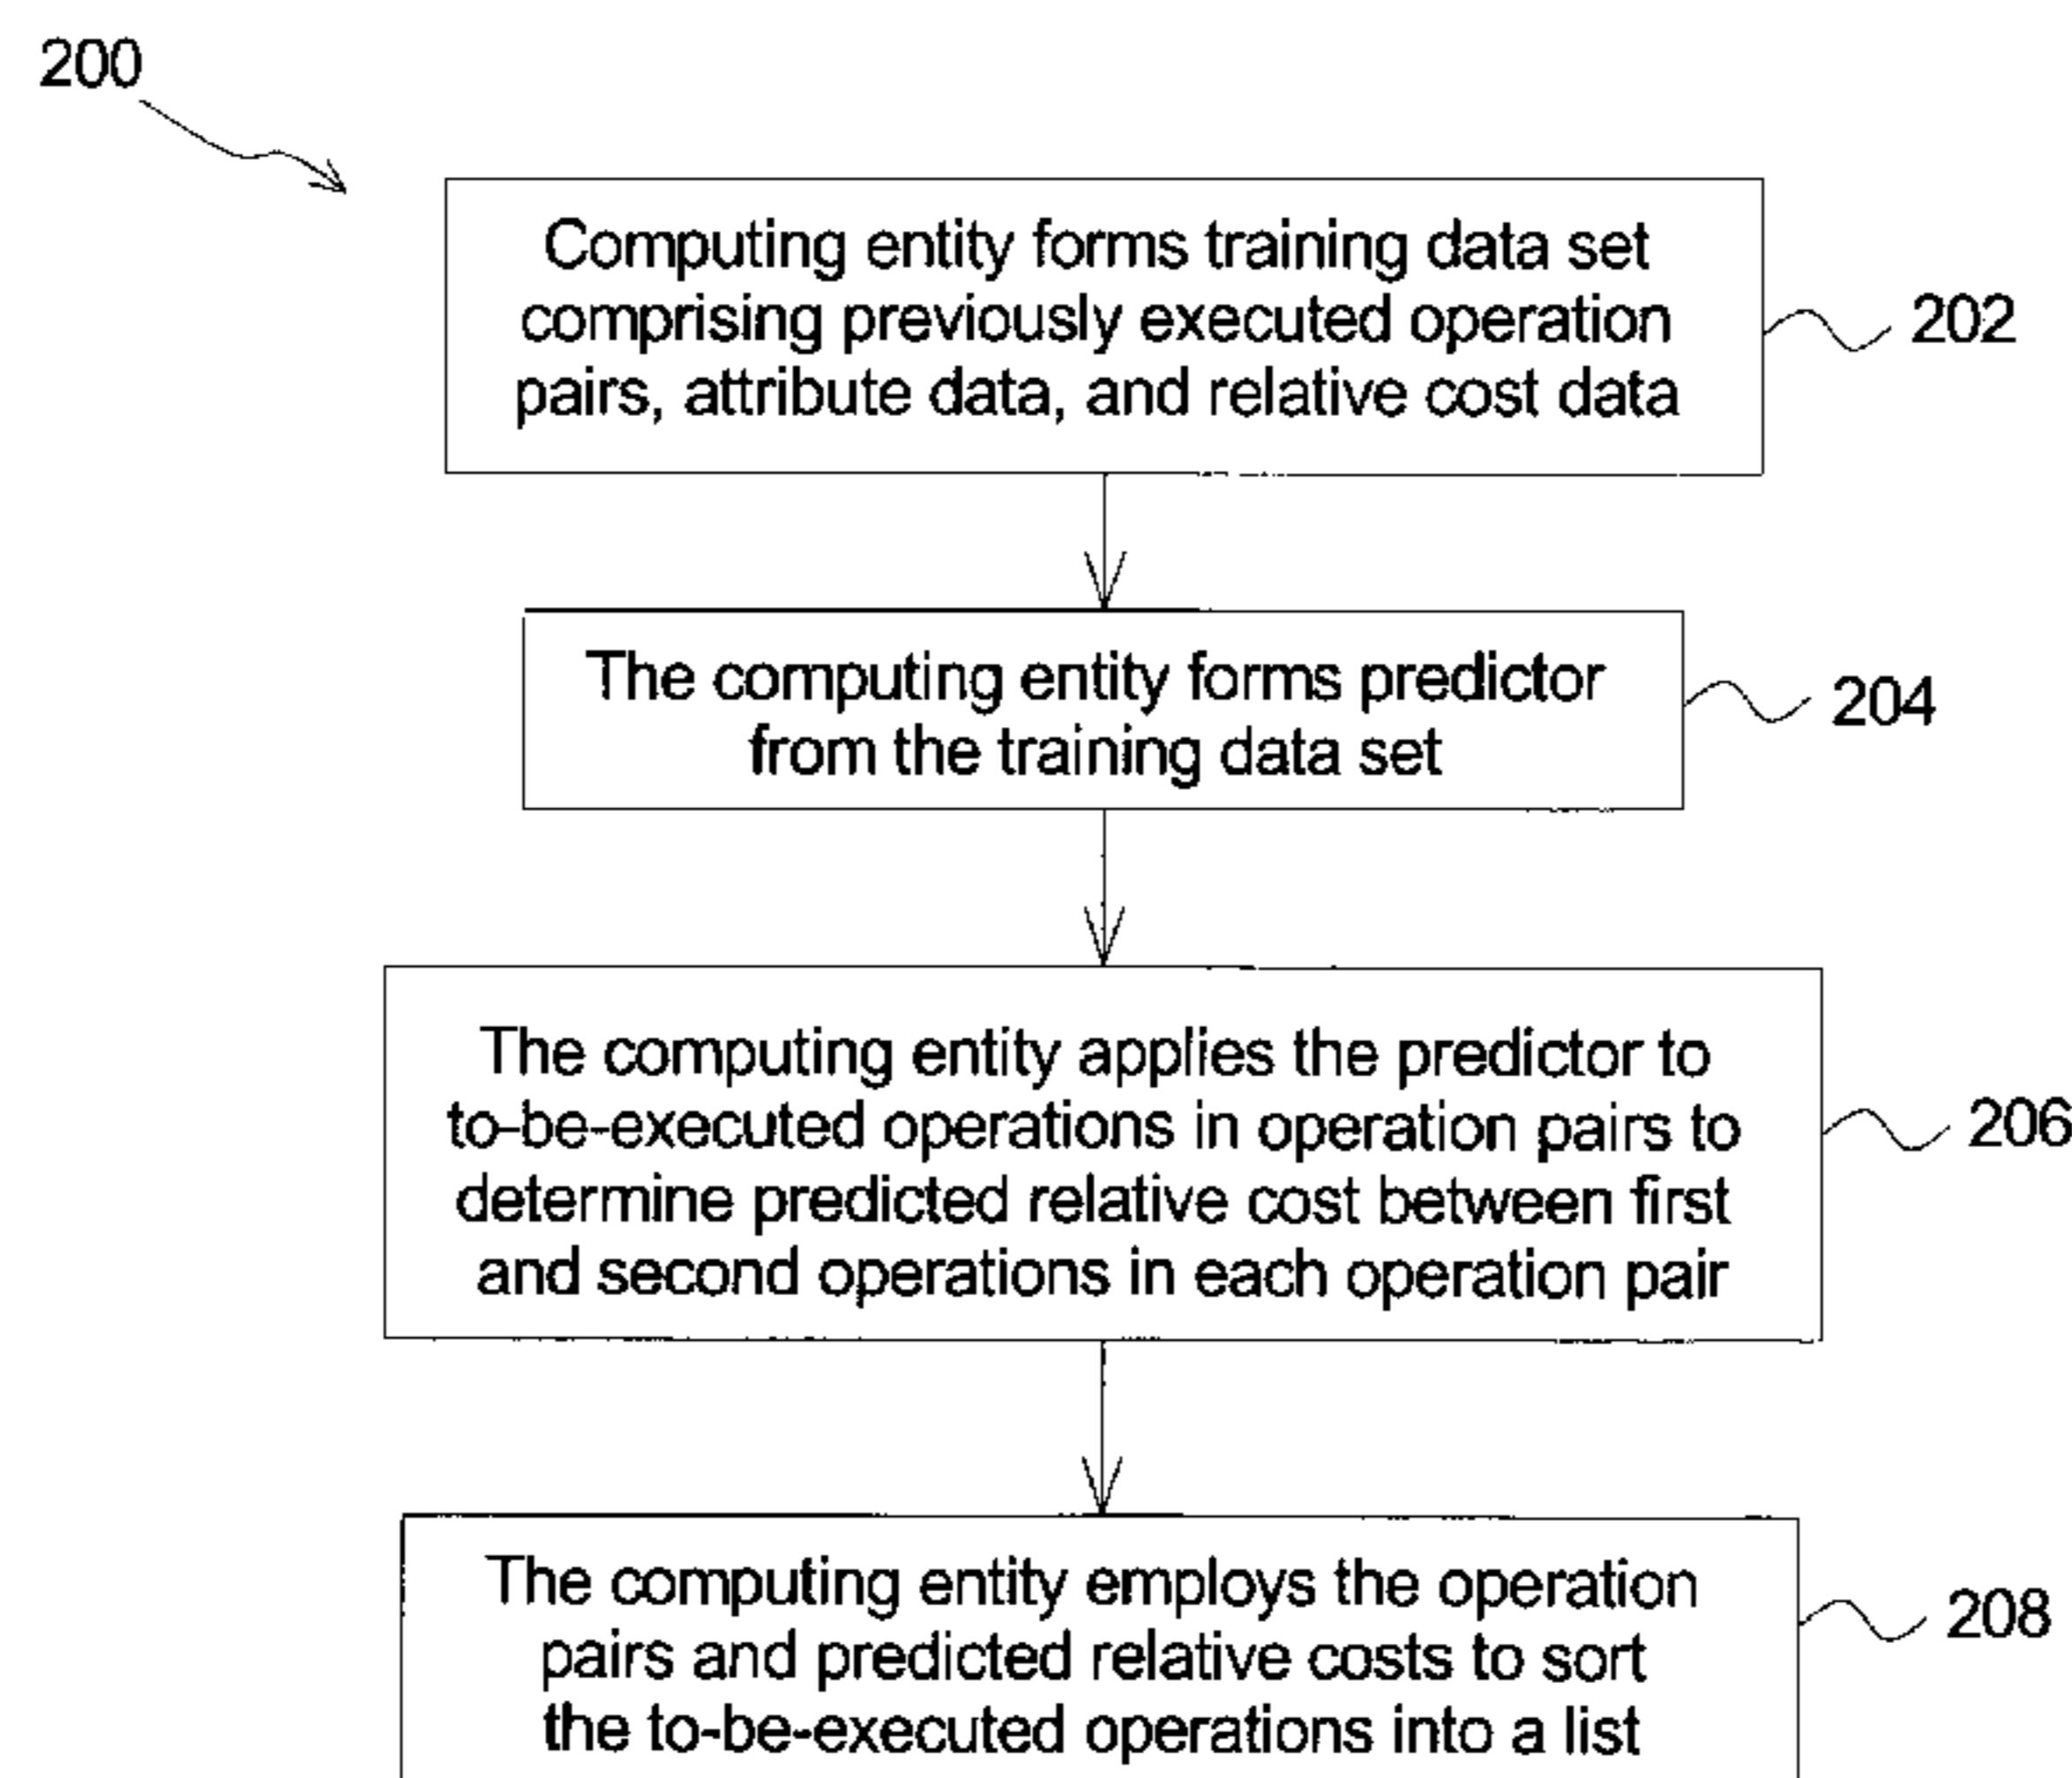 200
Computing entity forms training data set
comprising previously executed operation
pairs, attribute data, and relative cost data
202
The computing entity forms predictor
from the training data set
204
The computing entity applies the predictor to
to-be-executed operations in operation pairs to
determine predicted relative cost between first
and second operations in each operation pair
206
The computing entity employs the operation
pairs and predicted relative costs to sort
the to-be-executed operations into a list
208